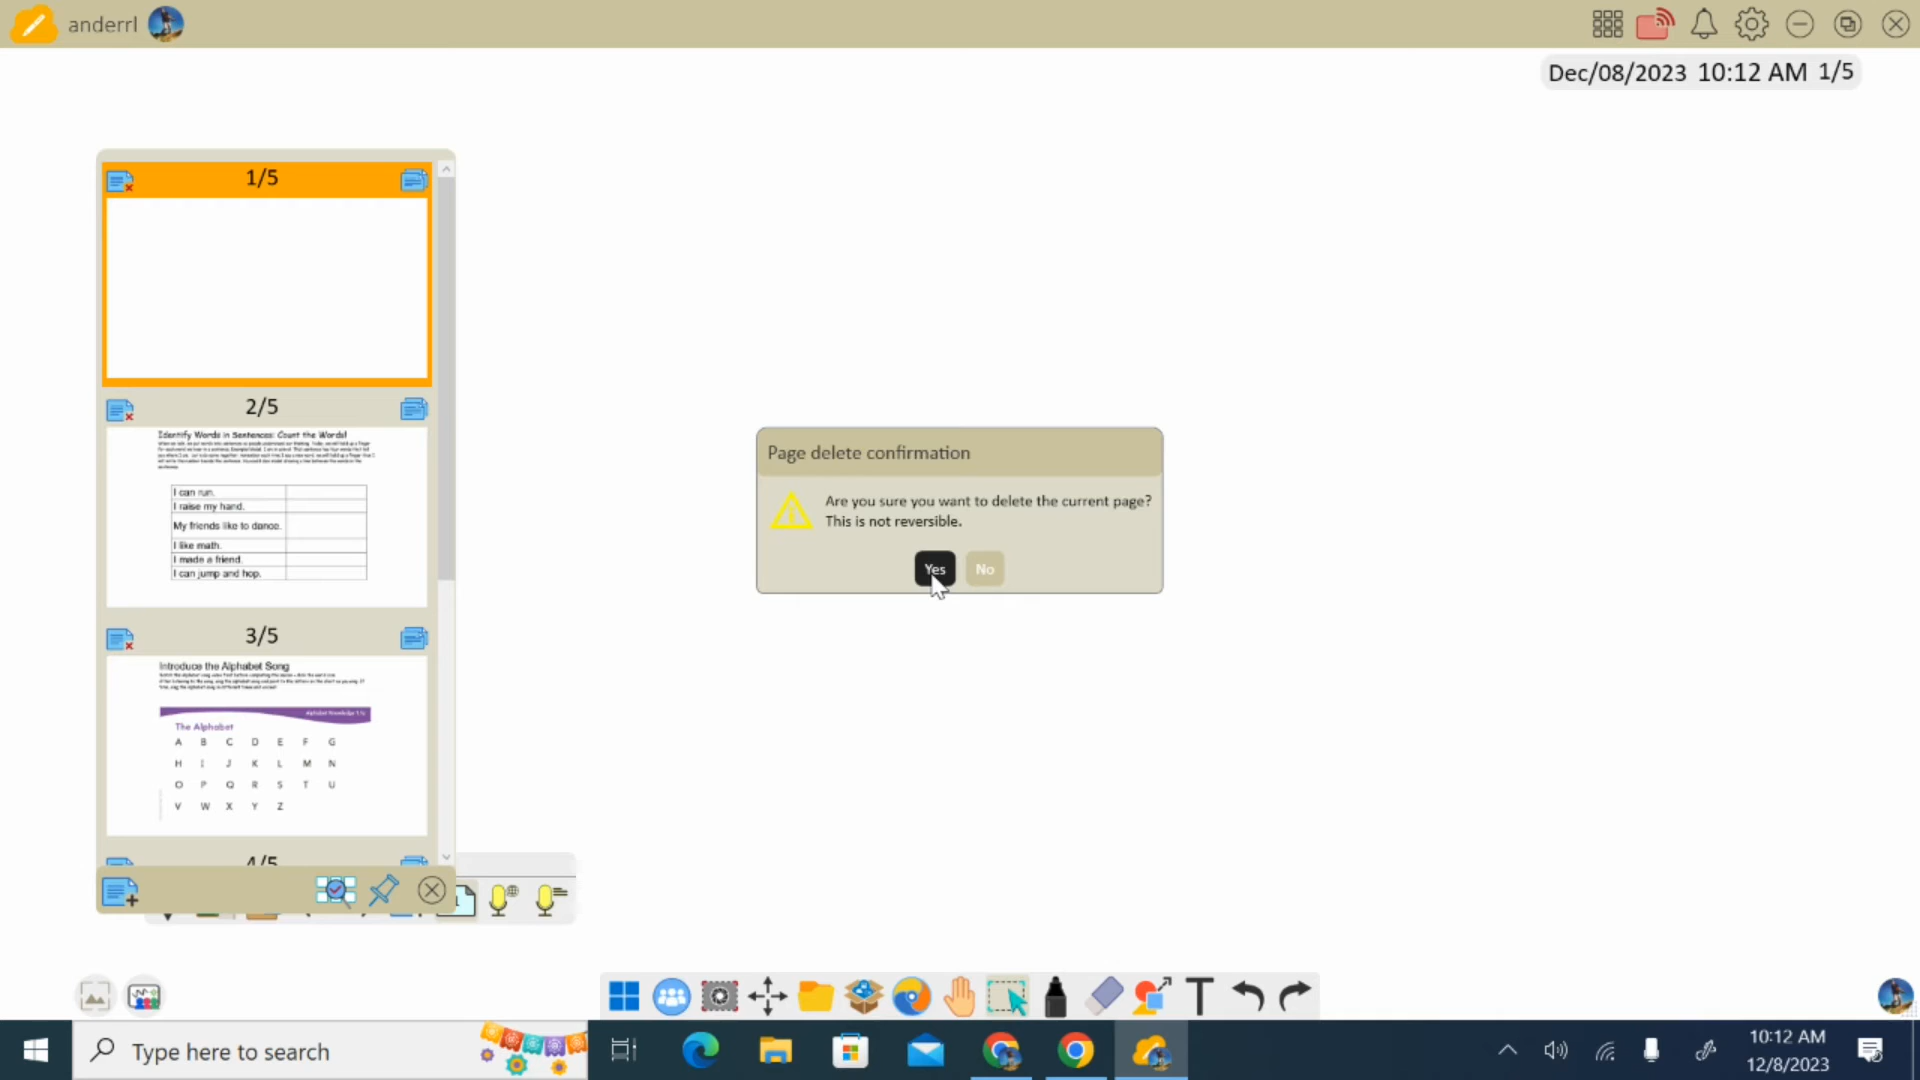 anderrl
Dec/08/2023 10:12 AM 1/5
1/5
2/5
Identify Words in Sentences: Count the Words!
I can run.
I raise my hand.
My friends like to dance.
I like math.
I made a friend.
I can jump and hop.
3/5
Introduce the Alphabet Song
The Alphabet
A B C D E F G
H I J K L M N
O P Q R S T U
V W X Y Z
4/5
Page delete confirmation
Are you sure you want to delete the current page?
This is not reversible.
Yes No
Type here to search
10:12 AM
12/8/2023